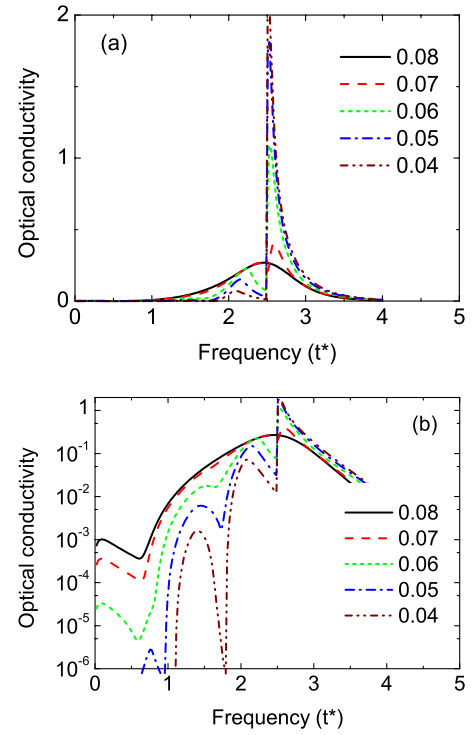 2
(a)
0.08
0.07
0.06
0.05
0.04
Optical conductivity
1
0
0 1 2 3 4 5
Frequency (t*)
1
(b)
10^-1
10^-2
10^-3
10^-4
10^-5
10^-6
Optical conductivity
0.08
0.07
0.06
0.05
0.04
0 1 2 3 4 5
Frequency (t*)